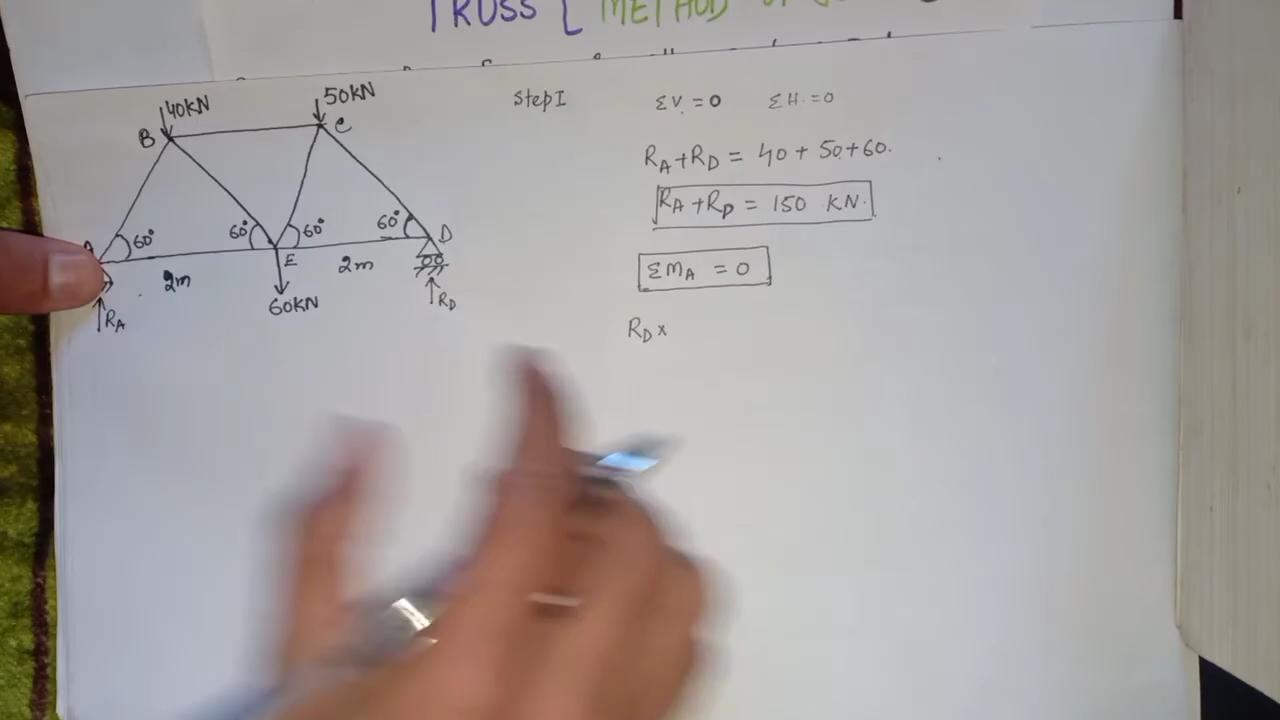 TRUSS [ METHOD
40KN
50KN
B
C
60°
60°
60°
60°
D
E
2m
2m
60KN
RA
RD
Step I
ΣV = 0 ΣH = 0
RA + RD = 40 + 50 + 60.
RA + RD = 150 KN.
ΣMA = 0
RD ×